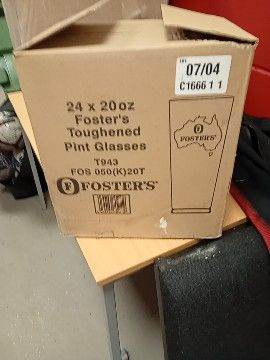 07/04
C1666 1 1
24 x 20oz
Foster's
Toughened
Pint Glasses
T943
FOS 050(K)20T
F FOSTER'S
FOSTER'S